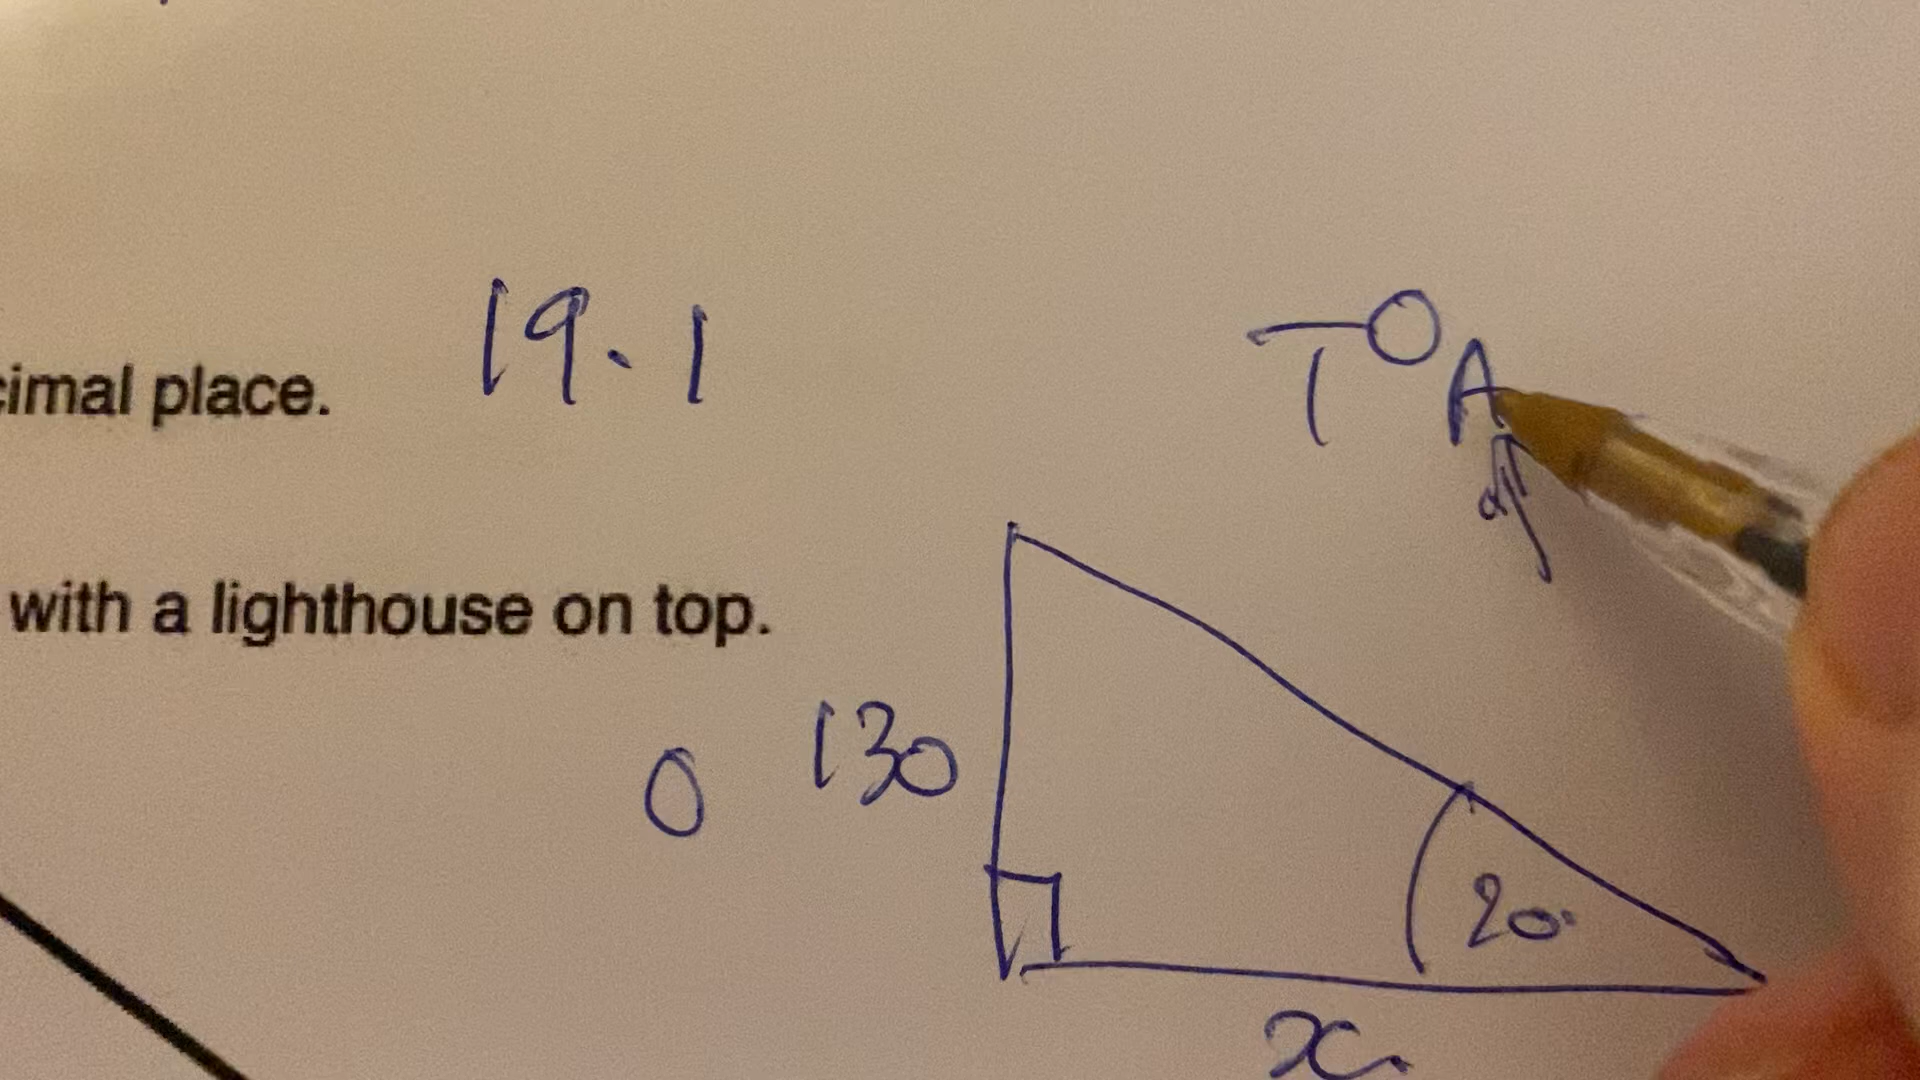 cimal place. 19.1
TOA
with a lighthouse on top.
O 130
20°
x